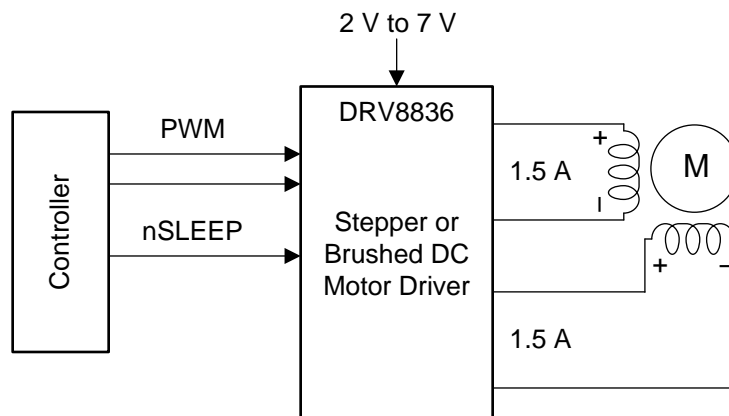 2 V to 7 V
DRV8836
Controller
PWM
nSLEEP
Stepper or
Brushed DC
Motor Driver
+
1.5 A
–
M
+ –
1.5 A